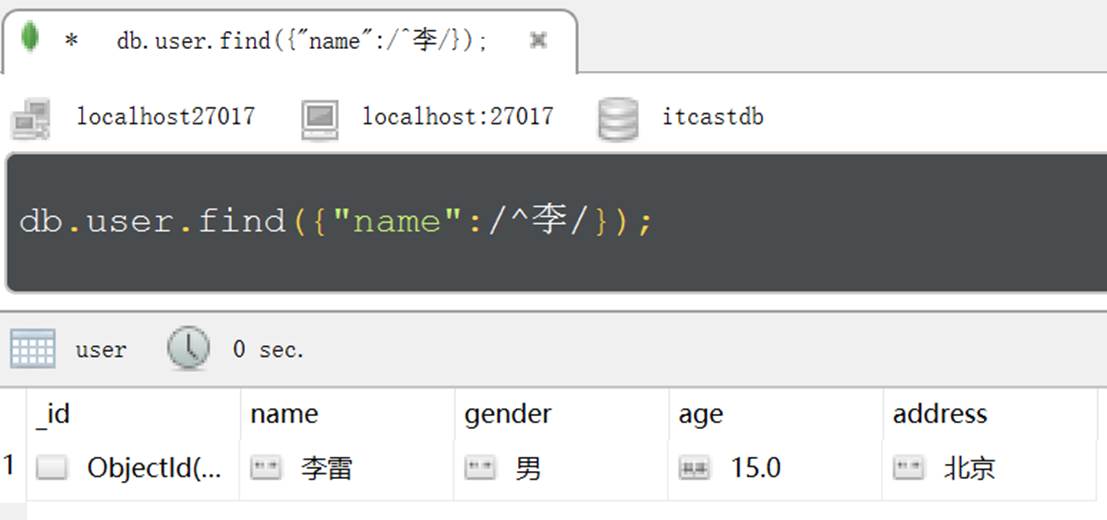 * db.user.find({"name":/^李/}); ✖
localhost27017 localhost:27017 itcastdb
db.user.find({"name":/^李/});
user 0 sec.
_id name gender age address
1 ObjectId(... 李雷 男 15.0 北京